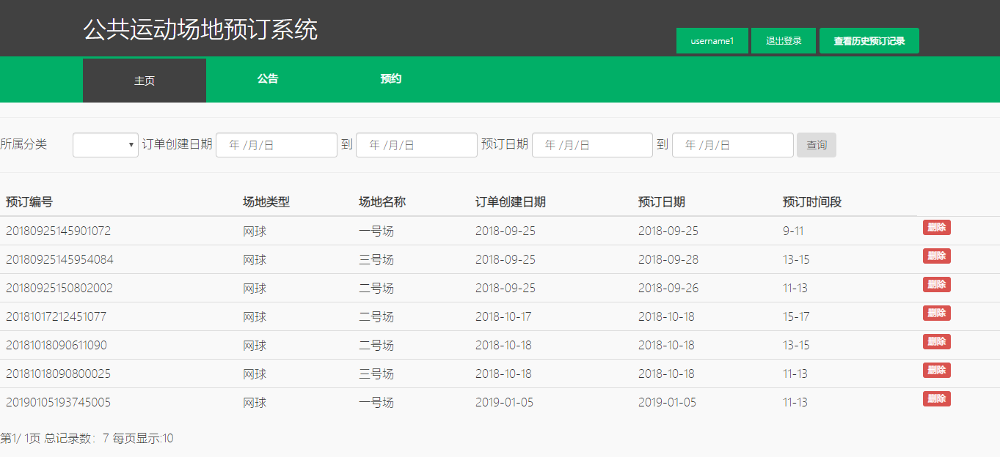 公共运动场地预订系统
username1 退出登录 查看历史预订记录
主页 公告 预约
所属分类 订单创建日期 年 /月/日 到 年 /月/日 预订日期 年 /月/日 到 年 /月/日 查询
预订编号 场地类型 场地名称 订单创建日期 预订日期 预订时间段
20180925145901072 网球 一号场 2018-09-25 2018-09-25 9-11 删除
20180925145954084 网球 三号场 2018-09-25 2018-09-28 13-15 删除
20180925150802002 网球 二号场 2018-09-25 2018-09-26 11-13 删除
20181017212451077 网球 二号场 2018-10-17 2018-10-18 15-17 删除
20181018090611090 网球 二号场 2018-10-18 2018-10-18 13-15 删除
20181018090800025 网球 三号场 2018-10-18 2018-10-18 11-13 删除
20190105193745005 网球 一号场 2019-01-05 2019-01-05 11-13 删除
第1/ 1页 总记录数：7 每页显示:10